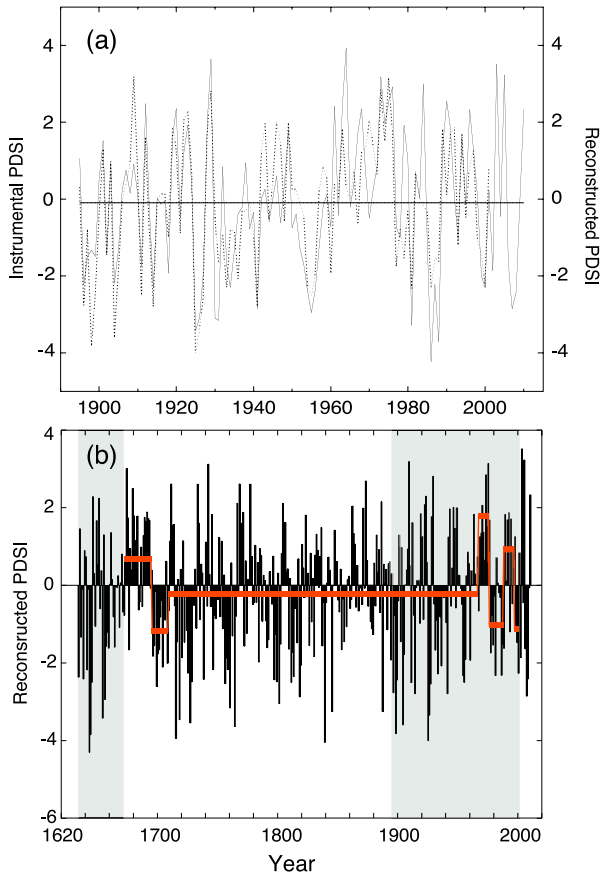 (a)
4
2
0
-2
-4
4
2
0
-2
-4
Instrumental PDSI
Reconstructed PDSI
1900 1920 1940 1960 1980 2000
(b)
4
2
0
-2
-4
-6
Reconsructed PDSI
1620 1700 1800 1900 2000
Year